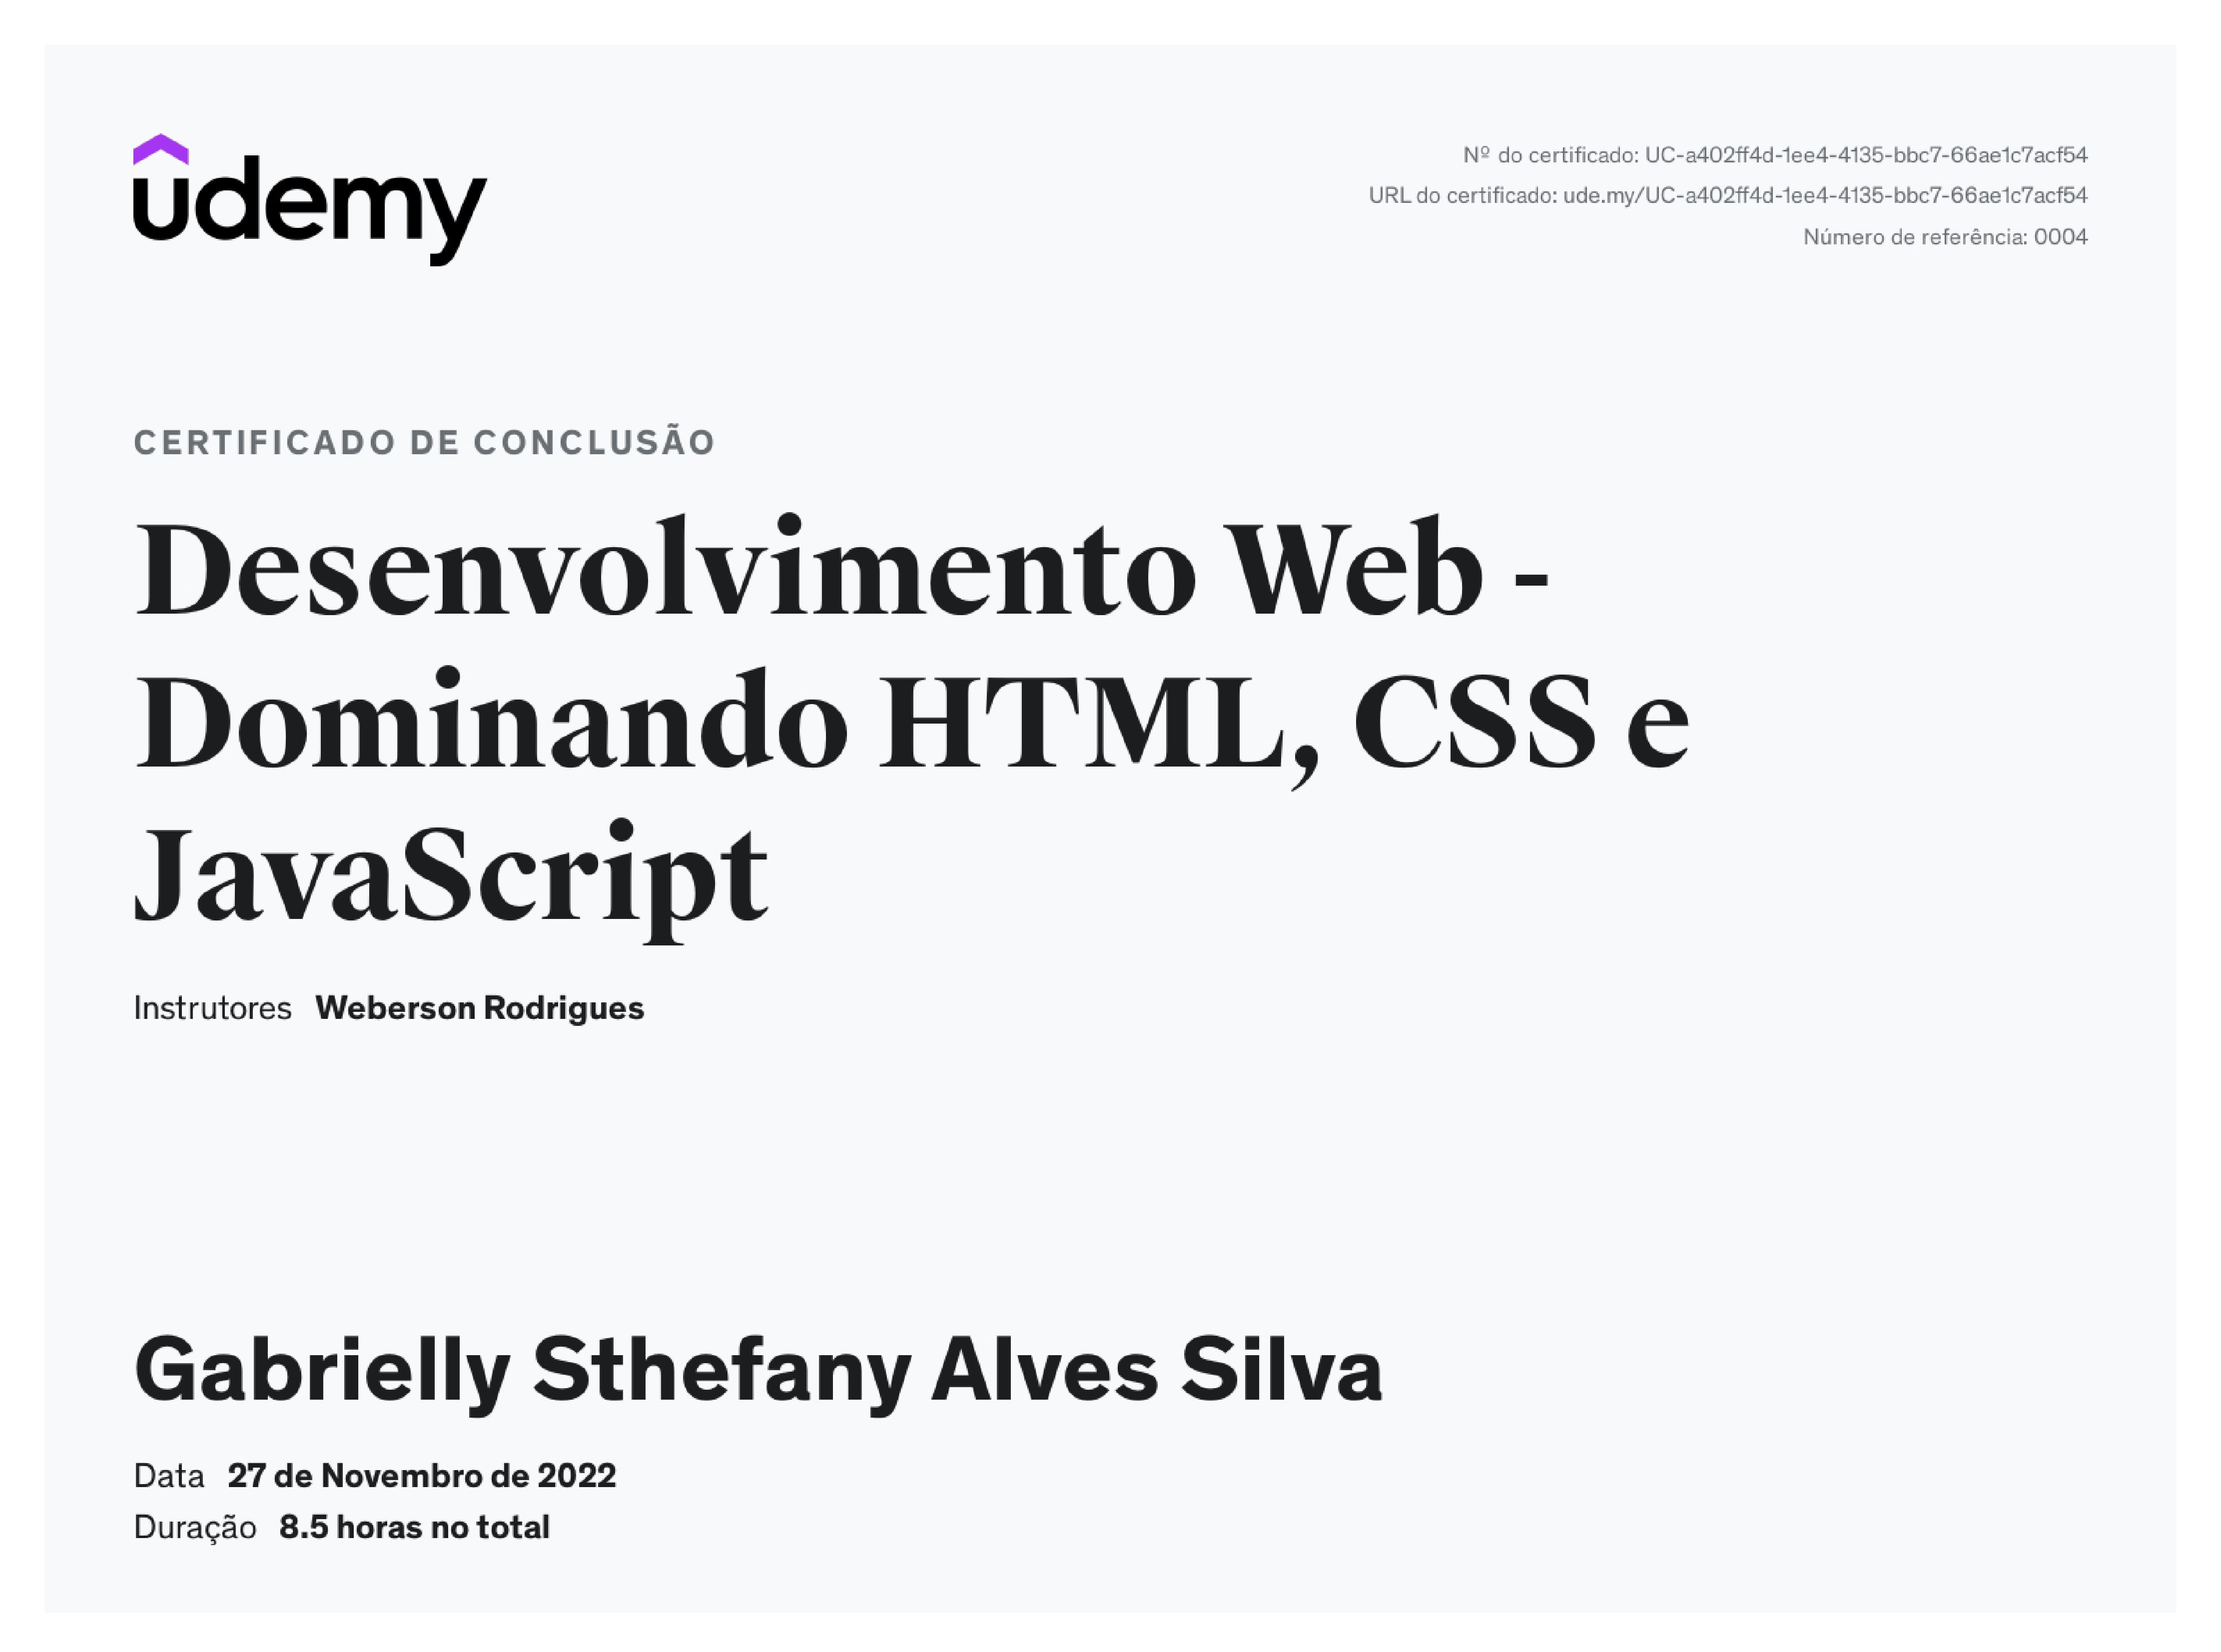 udemy
Nº do certificado: UC-a402ff4d-1ee4-4135-bbc7-66ae1c7acf54
URL do certificado: ude.my/UC-a402ff4d-1ee4-4135-bbc7-66ae1c7acf54
Número de referência: 0004
CERTIFICADO DE CONCLUSÃO
Desenvolvimento Web -
Dominando HTML, CSS e
JavaScript
Instrutores Weberson Rodrigues
Gabrielly Sthefany Alves Silva
Data 27 de Novembro de 2022
Duração 8.5 horas no total